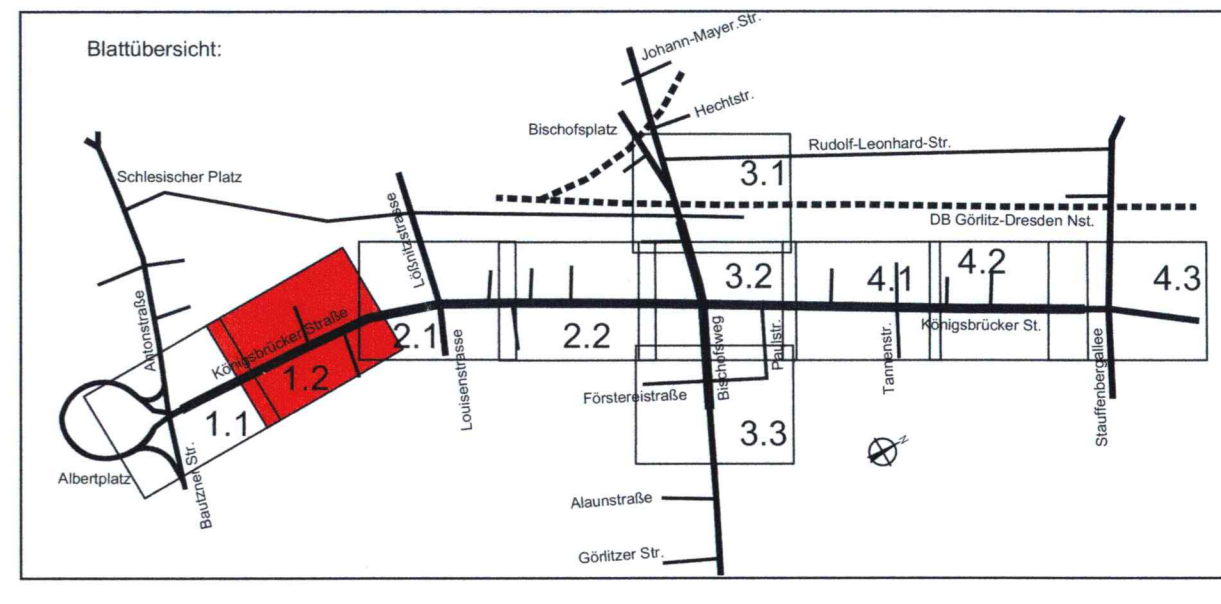 Blattübersicht:
Johann-Mayer.Str.
Hechtstr.
Bischofsplatz
Rudolf-Leonhard-Str.
3.1
Schlesischer Platz
Lößnitzstrasse
DB Görlitz-Dresden Nst.
3.2
4.1
4.2
4.3
Antonstraße
Königsbrücker Straße
2.1
2.2
Königsbrücker St.
1.2
Louisenstrasse
Bischofsweg
Paulstr.
Tannenstr.
Stauffenbergallee
Förstereistraße
1.1
3.3
N
Albertplatz
Bautzner Str.
Alaunstraße
Görlitzer Str.